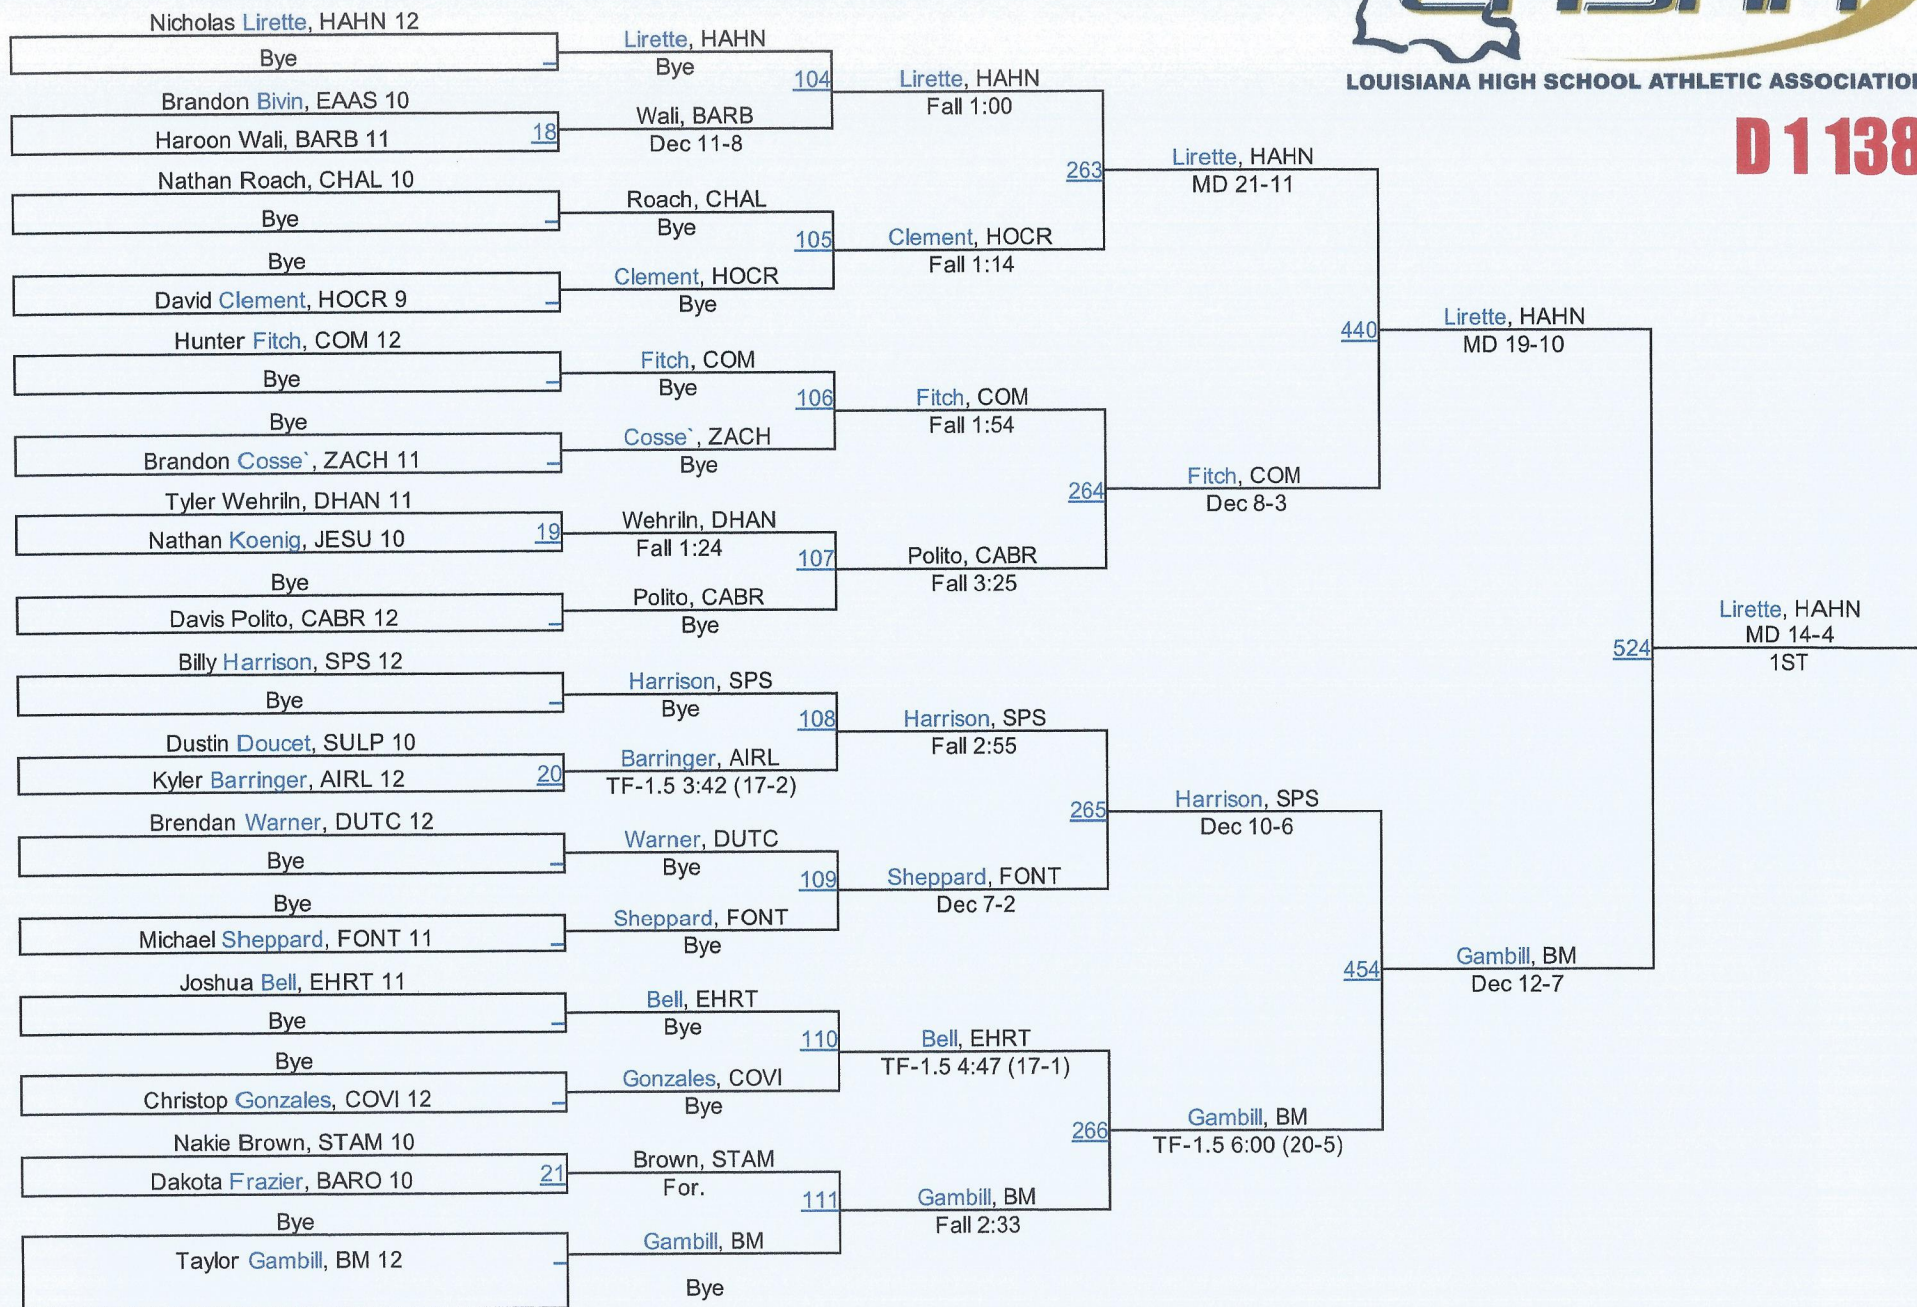 LOUISIANA HIGH SCHOOL ATHLETIC ASSOCIATION
D 1 138
Nicholas Lirette, HAHN 12
Bye
Brandon Bivin, EAAS 10
Haroon Wali, BARB 11
18
Nathan Roach, CHAL 10
Bye
Bye
David Clement, HOCR 9
Hunter Fitch, COM 12
Bye
Bye
Brandon Cosse`, ZACH 11
Tyler Wehriln, DHAN 11
Nathan Koenig, JESU 10
19
Bye
Davis Polito, CABR 12
Billy Harrison, SPS 12
Bye
Dustin Doucet, SULP 10
Kyler Barringer, AIRL 12
20
Brendan Warner, DUTC 12
Bye
Bye
Michael Sheppard, FONT 11
Joshua Bell, EHRT 11
Bye
Bye
Christop Gonzales, COVI 12
Nakie Brown, STAM 10
Dakota Frazier, BARO 10
21
Bye
Taylor Gambill, BM 12
Lirette, HAHN
Bye
104
Wali, BARB
Dec 11-8
Roach, CHAL
Bye
105
Clement, HOCR
Bye
Fitch, COM
Bye
106
Cosse`, ZACH
Bye
Wehriln, DHAN
Fall 1:24
107
Polito, CABR
Bye
Harrison, SPS
Bye
108
Barringer, AIRL
TF-1.5 3:42 (17-2)
Warner, DUTC
Bye
109
Sheppard, FONT
Bye
Bell, EHRT
Bye
110
Gonzales, COVI
Bye
Brown, STAM
For.
111
Gambill, BM
Bye
Lirette, HAHN
Fall 1:00
263
Clement, HOCR
Fall 1:14
Fitch, COM
Fall 1:54
264
Polito, CABR
Fall 3:25
Harrison, SPS
Fall 2:55
265
Sheppard, FONT
Dec 7-2
Bell, EHRT
TF-1.5 4:47 (17-1)
266
Gambill, BM
Fall 2:33
Lirette, HAHN
MD 21-11
440
Fitch, COM
Dec 8-3
Harrison, SPS
Dec 10-6
454
Gambill, BM
TF-1.5 6:00 (20-5)
Lirette, HAHN
MD 19-10
524
Gambill, BM
Dec 12-7
Lirette, HAHN
MD 14-4
1ST